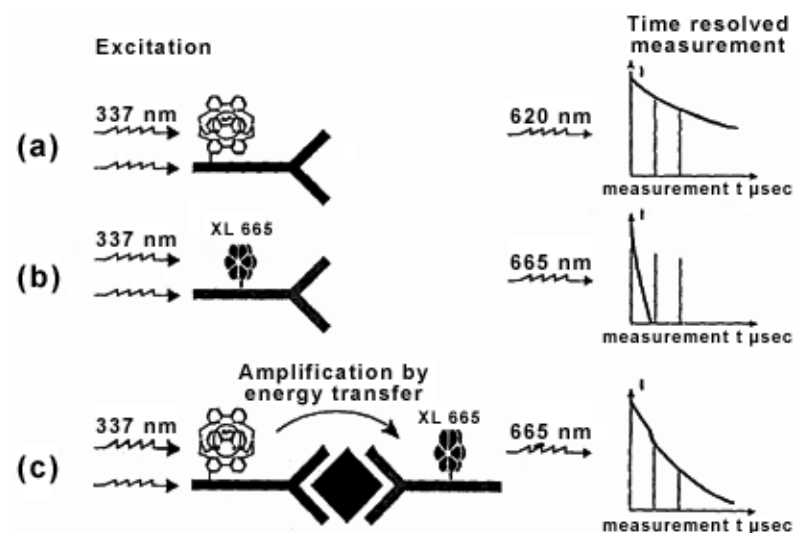 Excitation
Time resolved
measurement
(a)
337 nm
620 nm
I
measurement t µsec
(b)
337 nm
XL 665
665 nm
I
measurement t µsec
Amplification by
energy transfer
(c)
337 nm
XL 665
665 nm
I
measurement t µsec